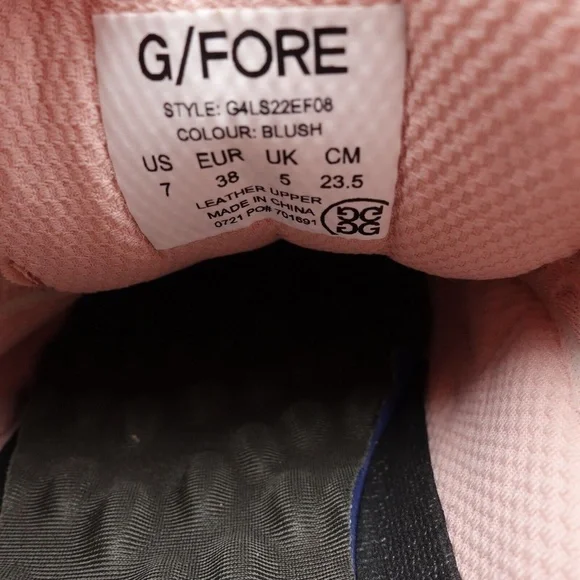 G/FORE
STYLE: G4LS22EF08
COLOUR: BLUSH
US EUR UK CM
7 38 5 23.5
LEATHER UPPER
MADE IN CHINA
0721 PO# 701691